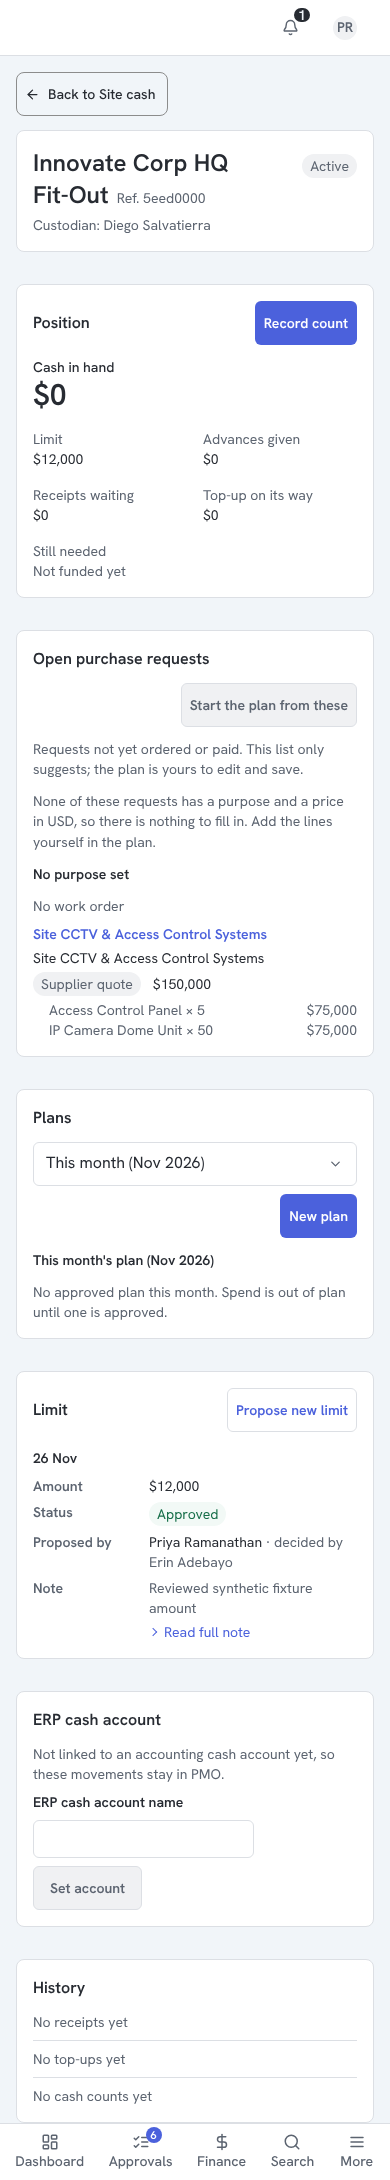 1
PR
Back to Site cash
Innovate Corp HQ
Fit-Out Ref. 5eed0000
Active
Custodian: Diego Salvatierra
Position
Record count
Cash in hand
$0
Limit
Advances given
$12,000
$0
Receipts waiting
Top-up on its way
$0
$0
Still needed
Not funded yet
Open purchase requests
Start the plan from these
Requests not yet ordered or paid. This list only
suggests; the plan is yours to edit and save.
None of these requests has a purpose and a price
in USD, so there is nothing to fill in. Add the lines
yourself in the plan.
No purpose set
No work order
Site CCTV & Access Control Systems
Site CCTV & Access Control Systems
Supplier quote $150,000
Access Control Panel × 5 $75,000
IP Camera Dome Unit × 50 $75,000
Plans
This month (Nov 2026)
New plan
This month's plan (Nov 2026)
No approved plan this month. Spend is out of plan
until one is approved.
Limit
Propose new limit
26 Nov
Amount $12,000
Status Approved
Proposed by Priya Ramanathan · decided by
Erin Adebayo
Note Reviewed synthetic fixture
amount
Read full note
ERP cash account
Not linked to an accounting cash account yet, so
these movements stay in PMO.
ERP cash account name
Set account
History
No receipts yet
No top-ups yet
No cash counts yet
6
Dashboard Approvals Finance Search More